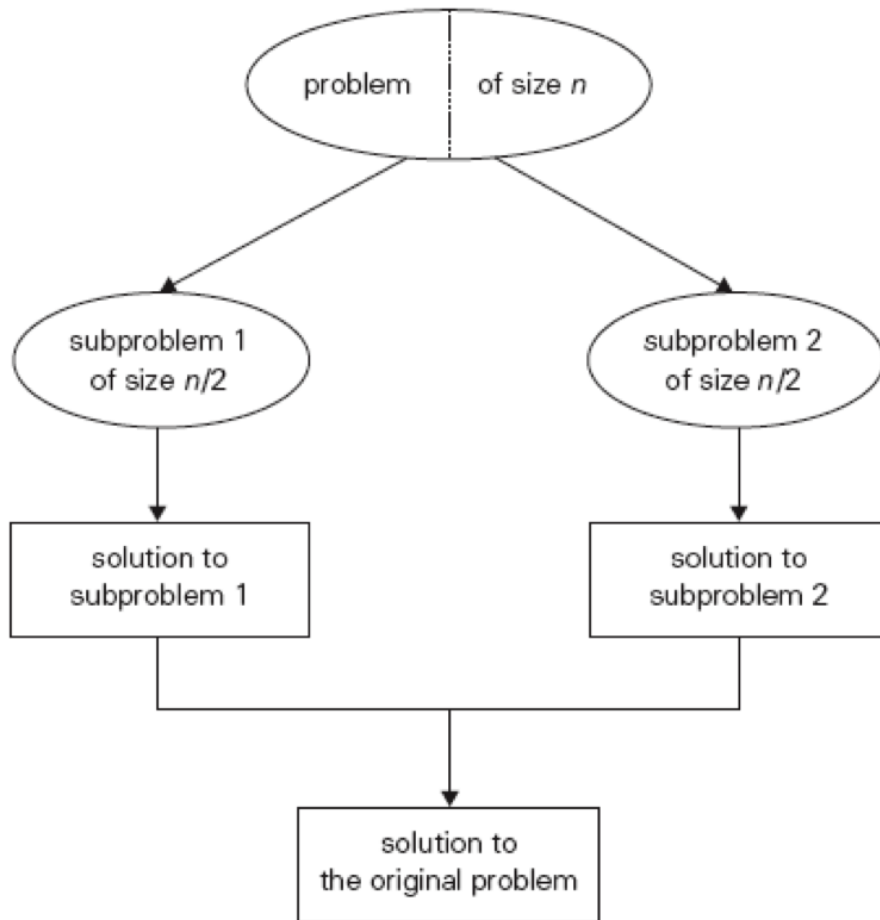 problem of size n
subproblem 1
of size n/2
subproblem 2
of size n/2
solution to
subproblem 1
solution to
subproblem 2
solution to
the original problem